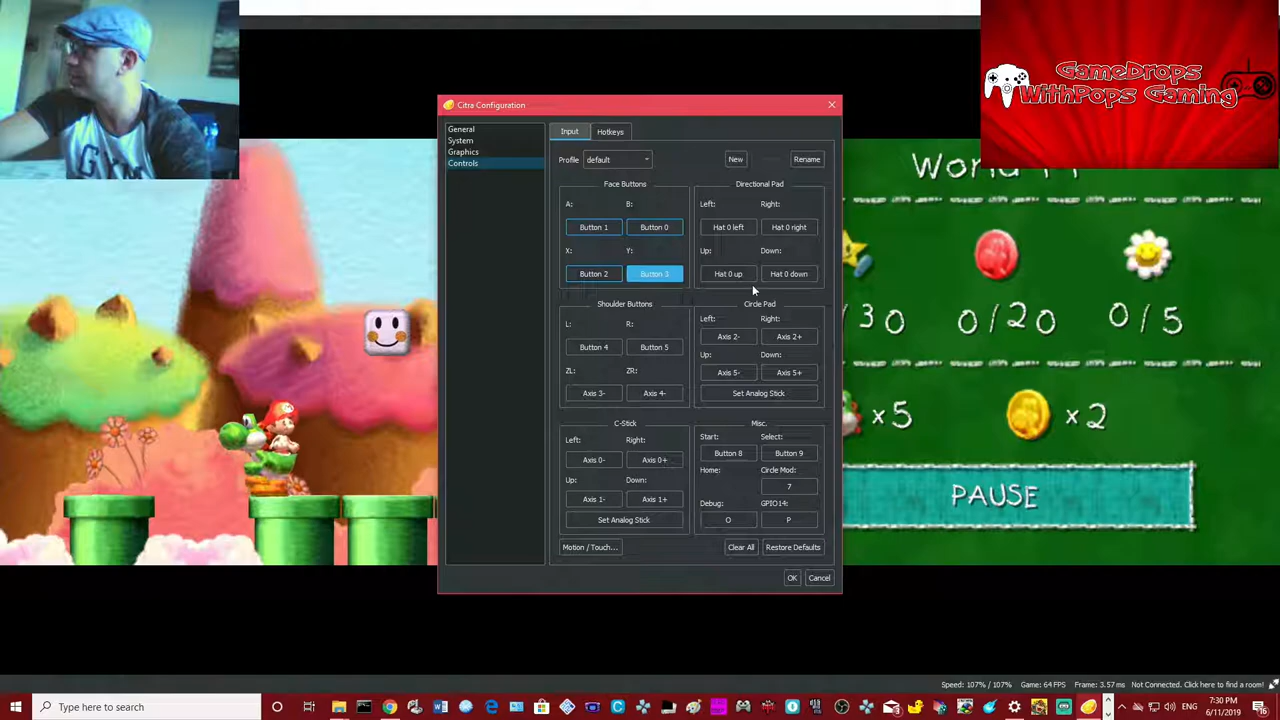 GameDrops
WithPops Gaming
Citra Configuration
General
System
Graphics
Controls
Input
Hotkeys
Profile
default
New
Rename
Face Buttons
A:
B:
Button 1
Button 0
X:
Y:
Button 2
Button 3
Directional Pad
Left:
Right:
Hat 0 left
Hat 0 right
Up:
Down:
Hat 0 up
Hat 0 down
Shoulder Buttons
L:
R:
Button 4
Button 5
ZL:
ZR:
Axis 3-
Axis 4-
Circle Pad
Left:
Right:
Axis 2-
Axis 2+
Up:
Down:
Axis 5-
Axis 5+
Set Analog Stick
C-Stick
Left:
Right:
Axis 0-
Axis 0+
Up:
Down:
Axis 1-
Axis 1+
Set Analog Stick
Misc.
Start:
Select:
Button 8
Button 9
Home:
Circle Mod:
7
Debug:
GPIO14:
O
P
Motion / Touch...
Clear All
Restore Defaults
OK
Cancel
World
/30
0/20
0/5
x5
x2
PAUSE
Speed: 107% / 107%
Game: 64 FPS
Frame: 3.57 ms
Not Connected. Click here to find a room!
Type here to search
ENG
7:30 PM
6/11/2019